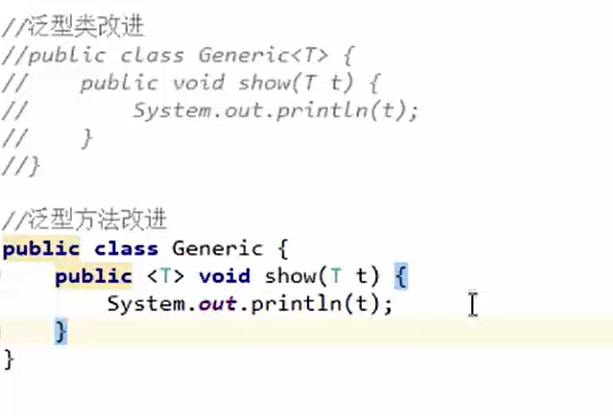 //泛型类改进
//public class Generic<T> {
//    public void show(T t) {
//        System.out.println(t);
//    }
//}
//泛型方法改进
public class Generic {
    public <T> void show(T t) {
        System.out.println(t);
    }
}